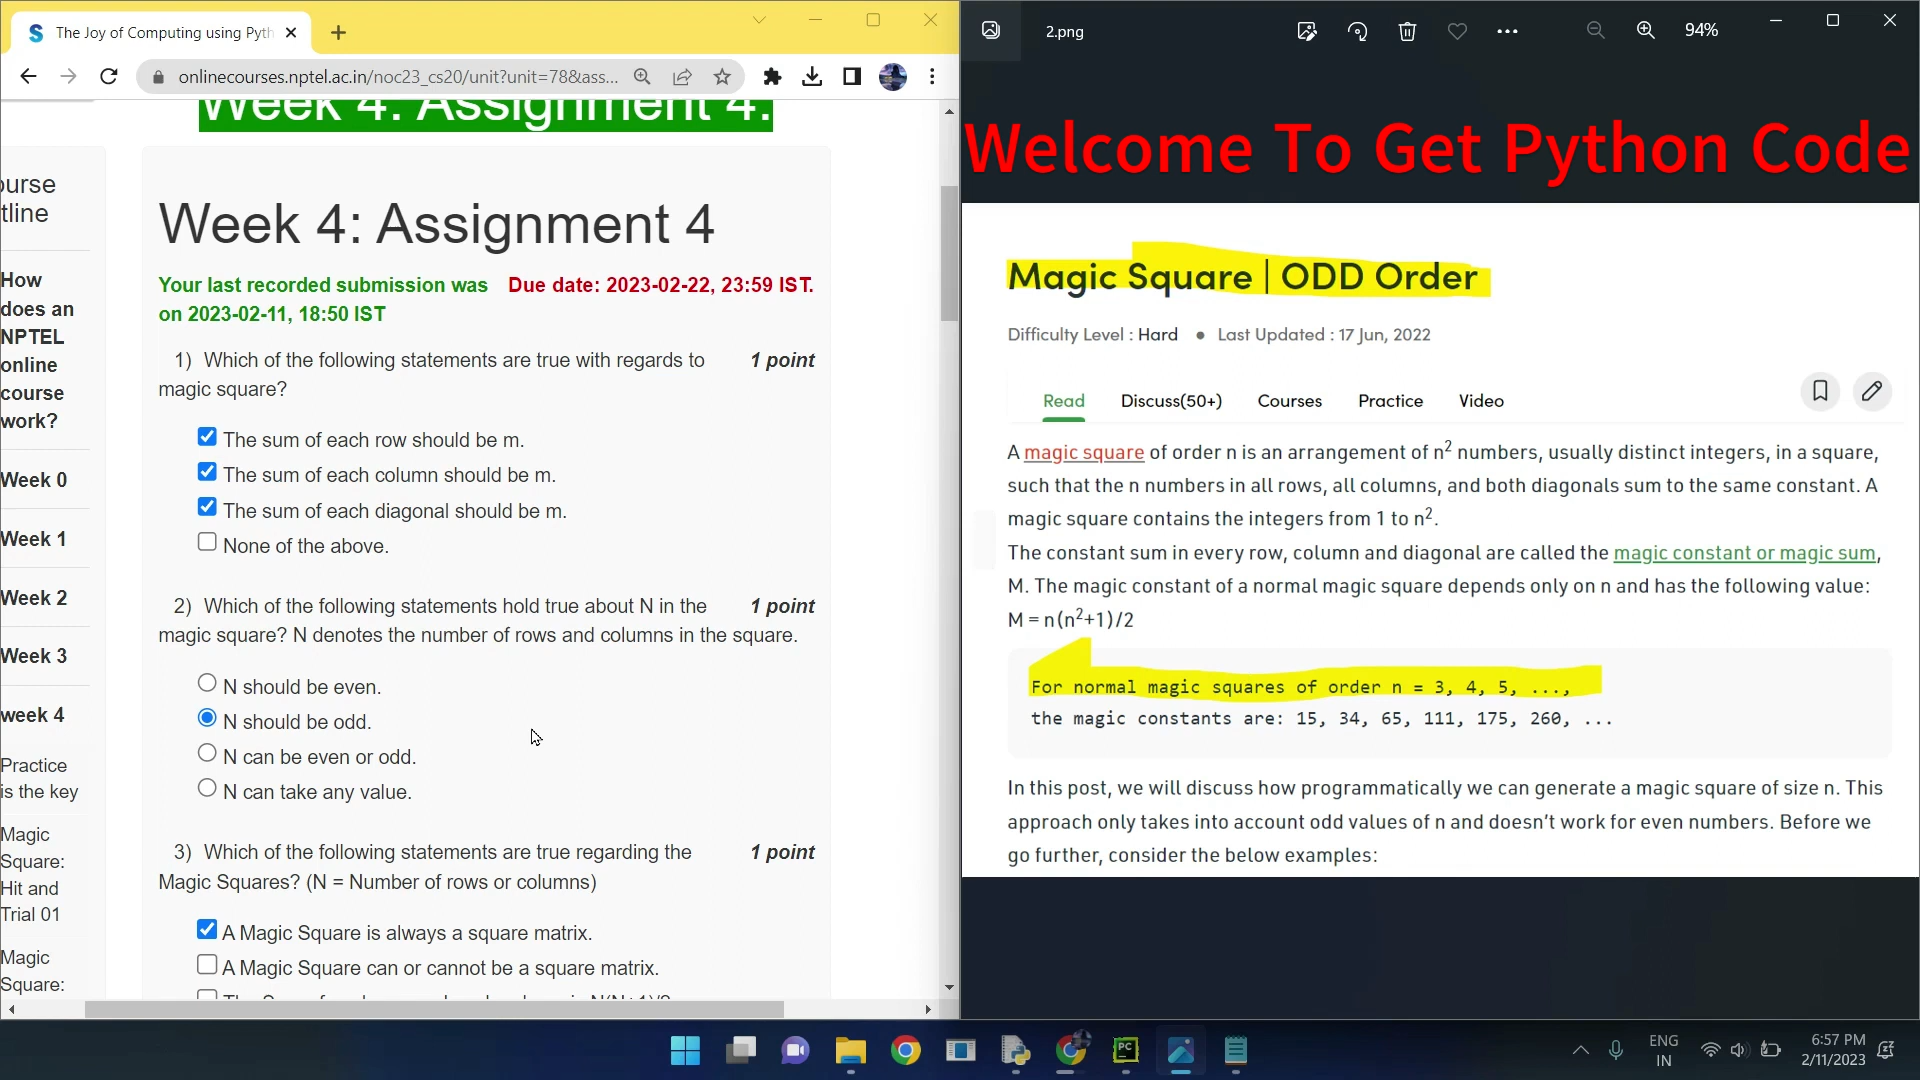 The Joy of Computing using Pyth
onlinecourses.nptel.ac.in/noc23_cs20/unit?unit=78&ass...
Week 4: Assignment 4.
ourse
tline
How
does an
NPTEL
online
course
work?
Week 0
Week 1
Week 2
Week 3
week 4
Practice
is the key
Magic
Square:
Hit and
Trial 01
Magic
Square:
Week 4: Assignment 4
Your last recorded submission was
on 2023-02-11, 18:50 IST
Due date: 2023-02-22, 23:59 IST.
1) Which of the following statements are true with regards to
magic square?
1 point
The sum of each row should be m.
The sum of each column should be m.
The sum of each diagonal should be m.
None of the above.
2) Which of the following statements hold true about N in the
magic square? N denotes the number of rows and columns in the square.
1 point
N should be even.
N should be odd.
N can be even or odd.
N can take any value.
3) Which of the following statements are true regarding the
Magic Squares? (N = Number of rows or columns)
1 point
A Magic Square is always a square matrix.
A Magic Square can or cannot be a square matrix.
2.png
94%
Welcome To Get Python Code
Magic Square | ODD Order
Difficulty Level : Hard • Last Updated : 17 Jun, 2022
Read Discuss(50+) Courses Practice Video
A magic square of order n is an arrangement of n² numbers, usually distinct integers, in a square,
such that the n numbers in all rows, all columns, and both diagonals sum to the same constant. A
magic square contains the integers from 1 to n².
The constant sum in every row, column and diagonal are called the magic constant or magic sum,
M. The magic constant of a normal magic square depends only on n and has the following value:
M = n(n²+1)/2
For normal magic squares of order n = 3, 4, 5, ...,
the magic constants are: 15, 34, 65, 111, 175, 260, ...
In this post, we will discuss how programmatically we can generate a magic square of size n. This
approach only takes into account odd values of n and doesn't work for even numbers. Before we
go further, consider the below examples:
PC
ENG
IN
6:57 PM
2/11/2023